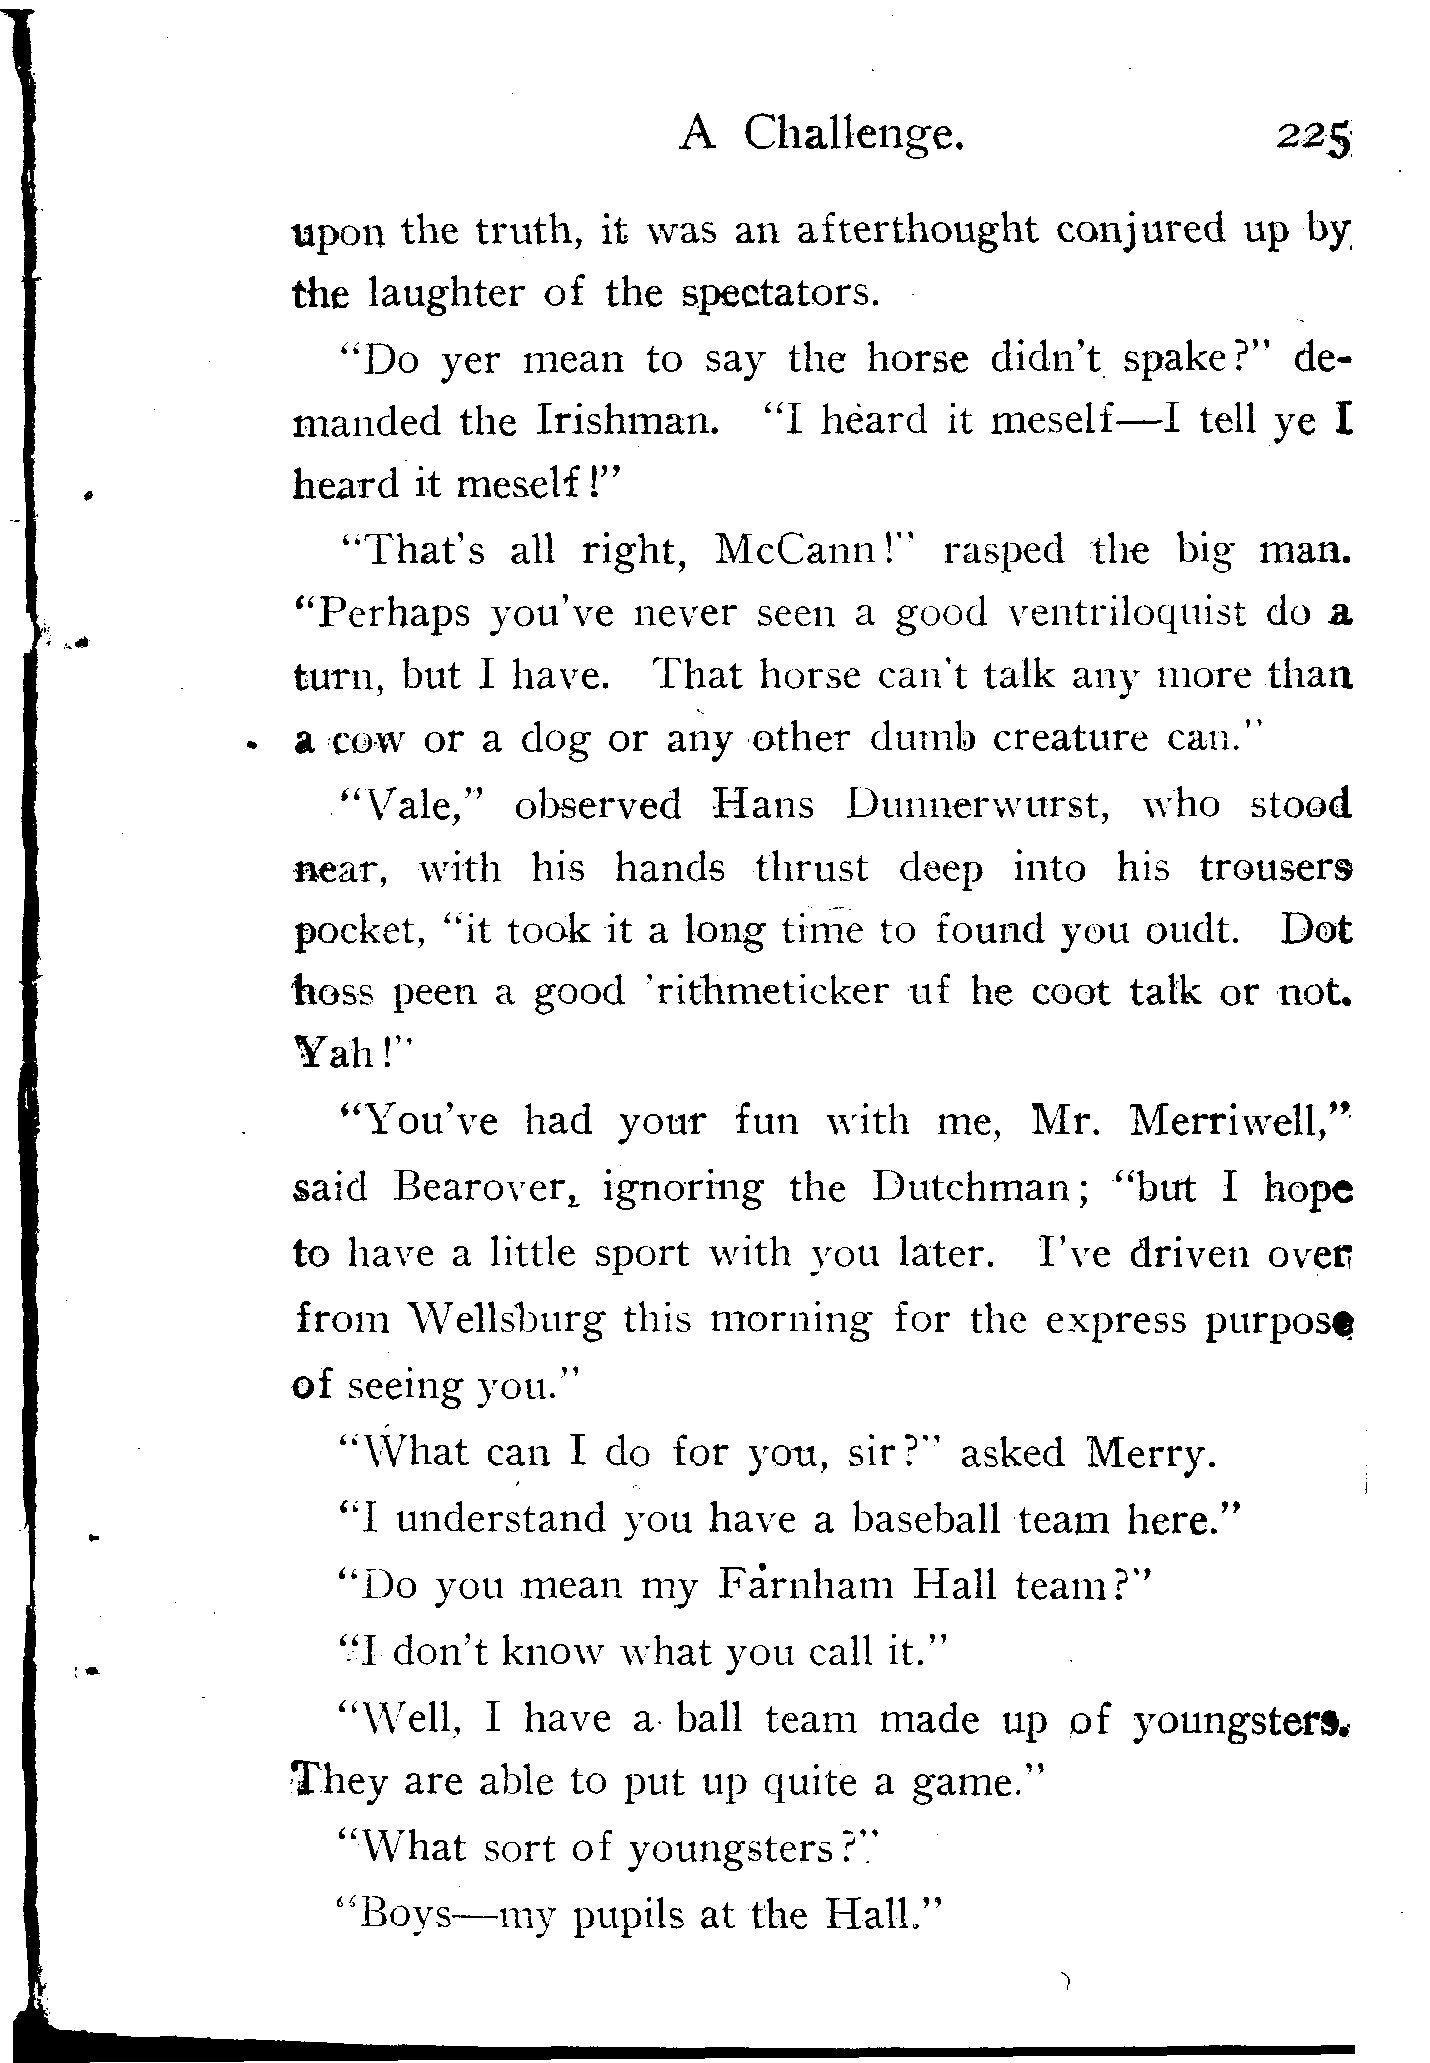 A Challenge. 225
upon the truth, it was an afterthought conjured up by
the laughter of the spectators.
"Do yer mean to say the horse didn't spake?" de-
manded the Irishman. "I heard it meself—I tell ye I
heard it meself!"
"That's all right, McCann!" rasped the big man.
"Perhaps you've never seen a good ventriloquist do a
turn, but I have. That horse can't talk any more than
a cow or a dog or any other dumb creature can."
"Vale," observed Hans Dunnerwurst, who stood
near, with his hands thrust deep into his trousers
pocket, "it took it a long time to found you oudt. Dot
hoss peen a good 'rithmeticker uf he coot talk or not.
Yah!"
"You've had your fun with me, Mr. Merriwell,"
said Bearover, ignoring the Dutchman; "but I hope
to have a little sport with you later. I've driven over
from Wellsburg this morning for the express purpose
of seeing you."
"What can I do for you, sir?" asked Merry.
"I understand you have a baseball team here."
"Do you mean my Farnham Hall team?"
"I don't know what you call it."
"Well, I have a ball team made up of youngsters.
They are able to put up quite a game."
"What sort of youngsters?"
"Boys—my pupils at the Hall."